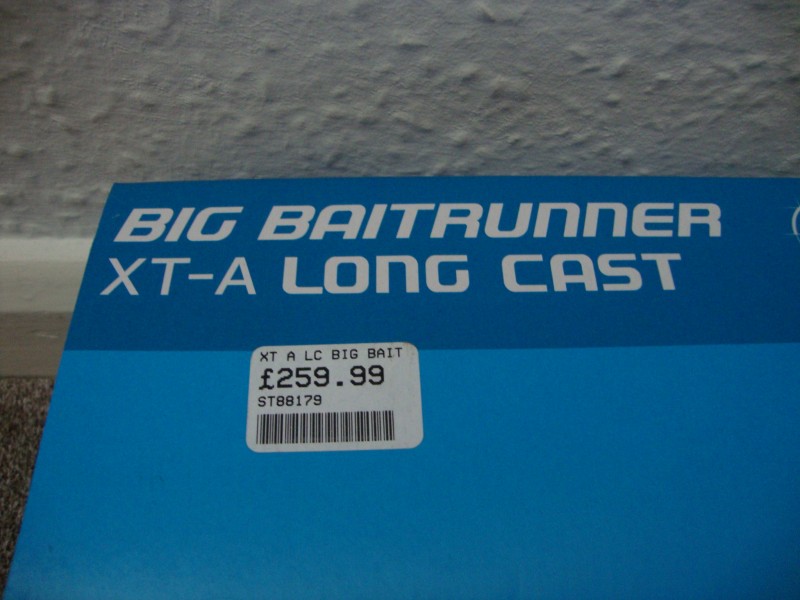 BIG BAITRUNNER
XT-A LONG CAST
XT A LC BIG BAIT
£259.99
ST88179